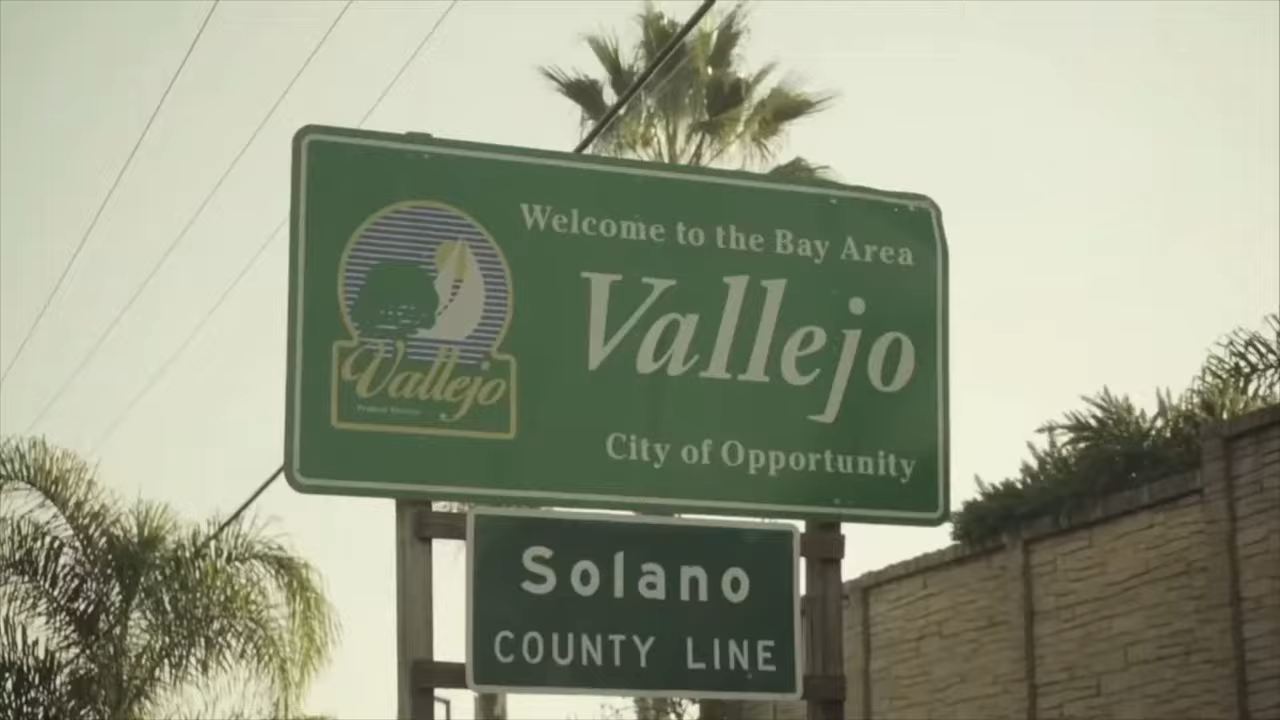 Welcome to the Bay Area
Vallejo
City of Opportunity
Vallejo
Solano
COUNTY LINE